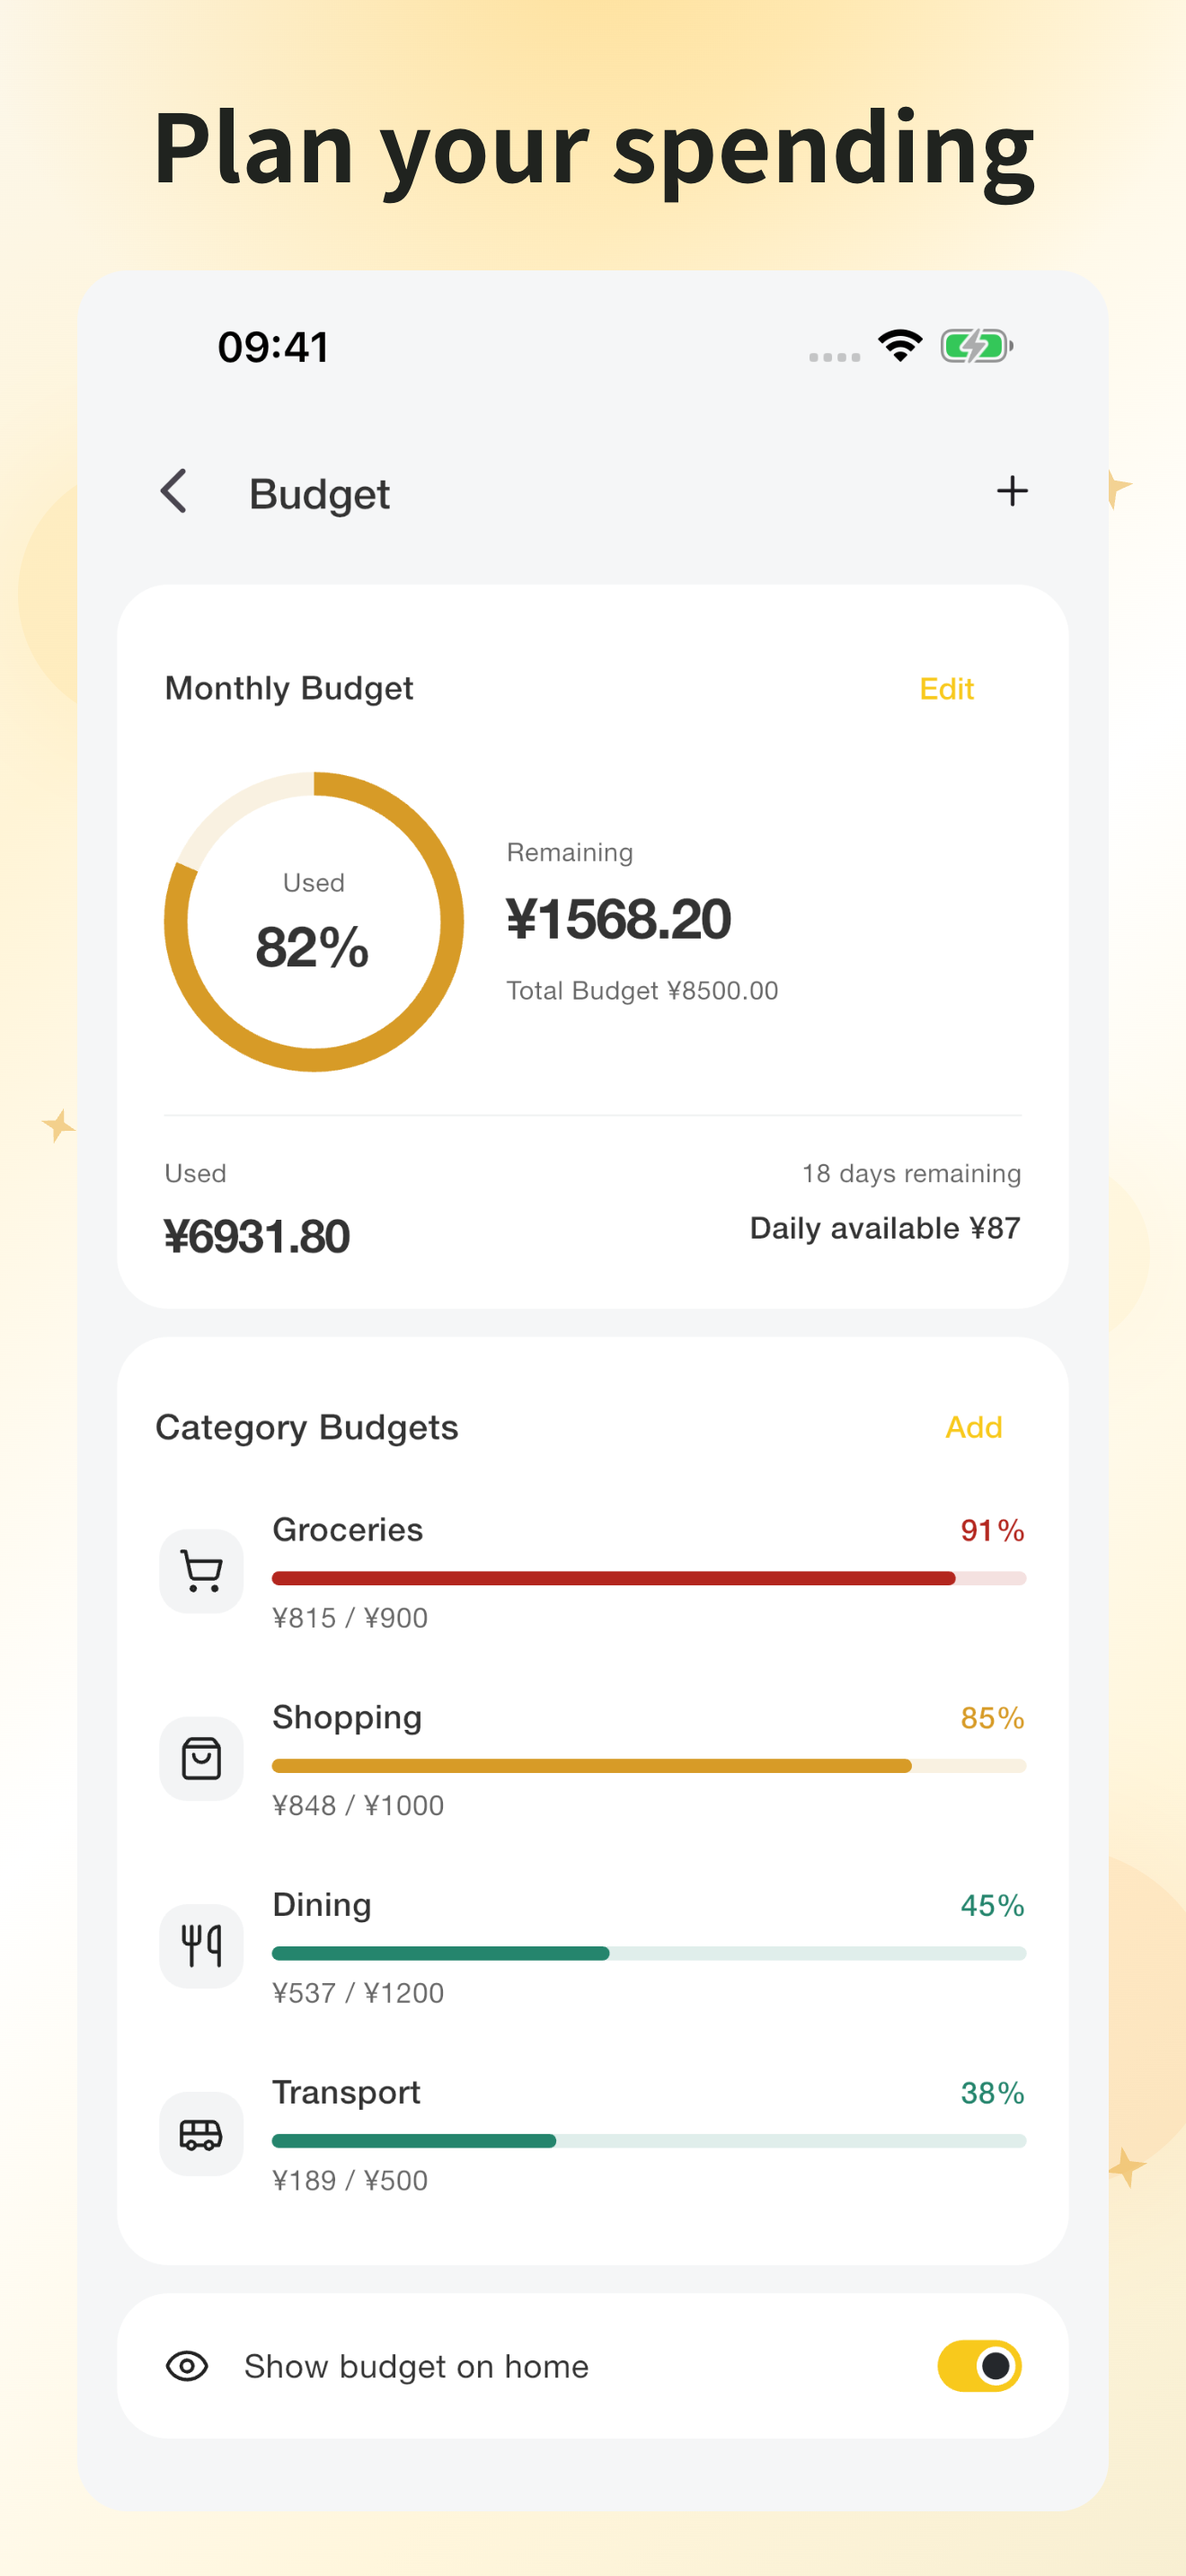 Plan your spending
09:41
Budget
Monthly Budget
Edit
Used
82%
Remaining
¥1568.20
Total Budget ¥8500.00
Used
¥6931.80
18 days remaining
Daily available ¥87
Category Budgets
Add
Groceries
91%
¥815 / ¥900
Shopping
85%
¥848 / ¥1000
Dining
45%
¥537 / ¥1200
Transport
38%
¥189 / ¥500
Show budget on home